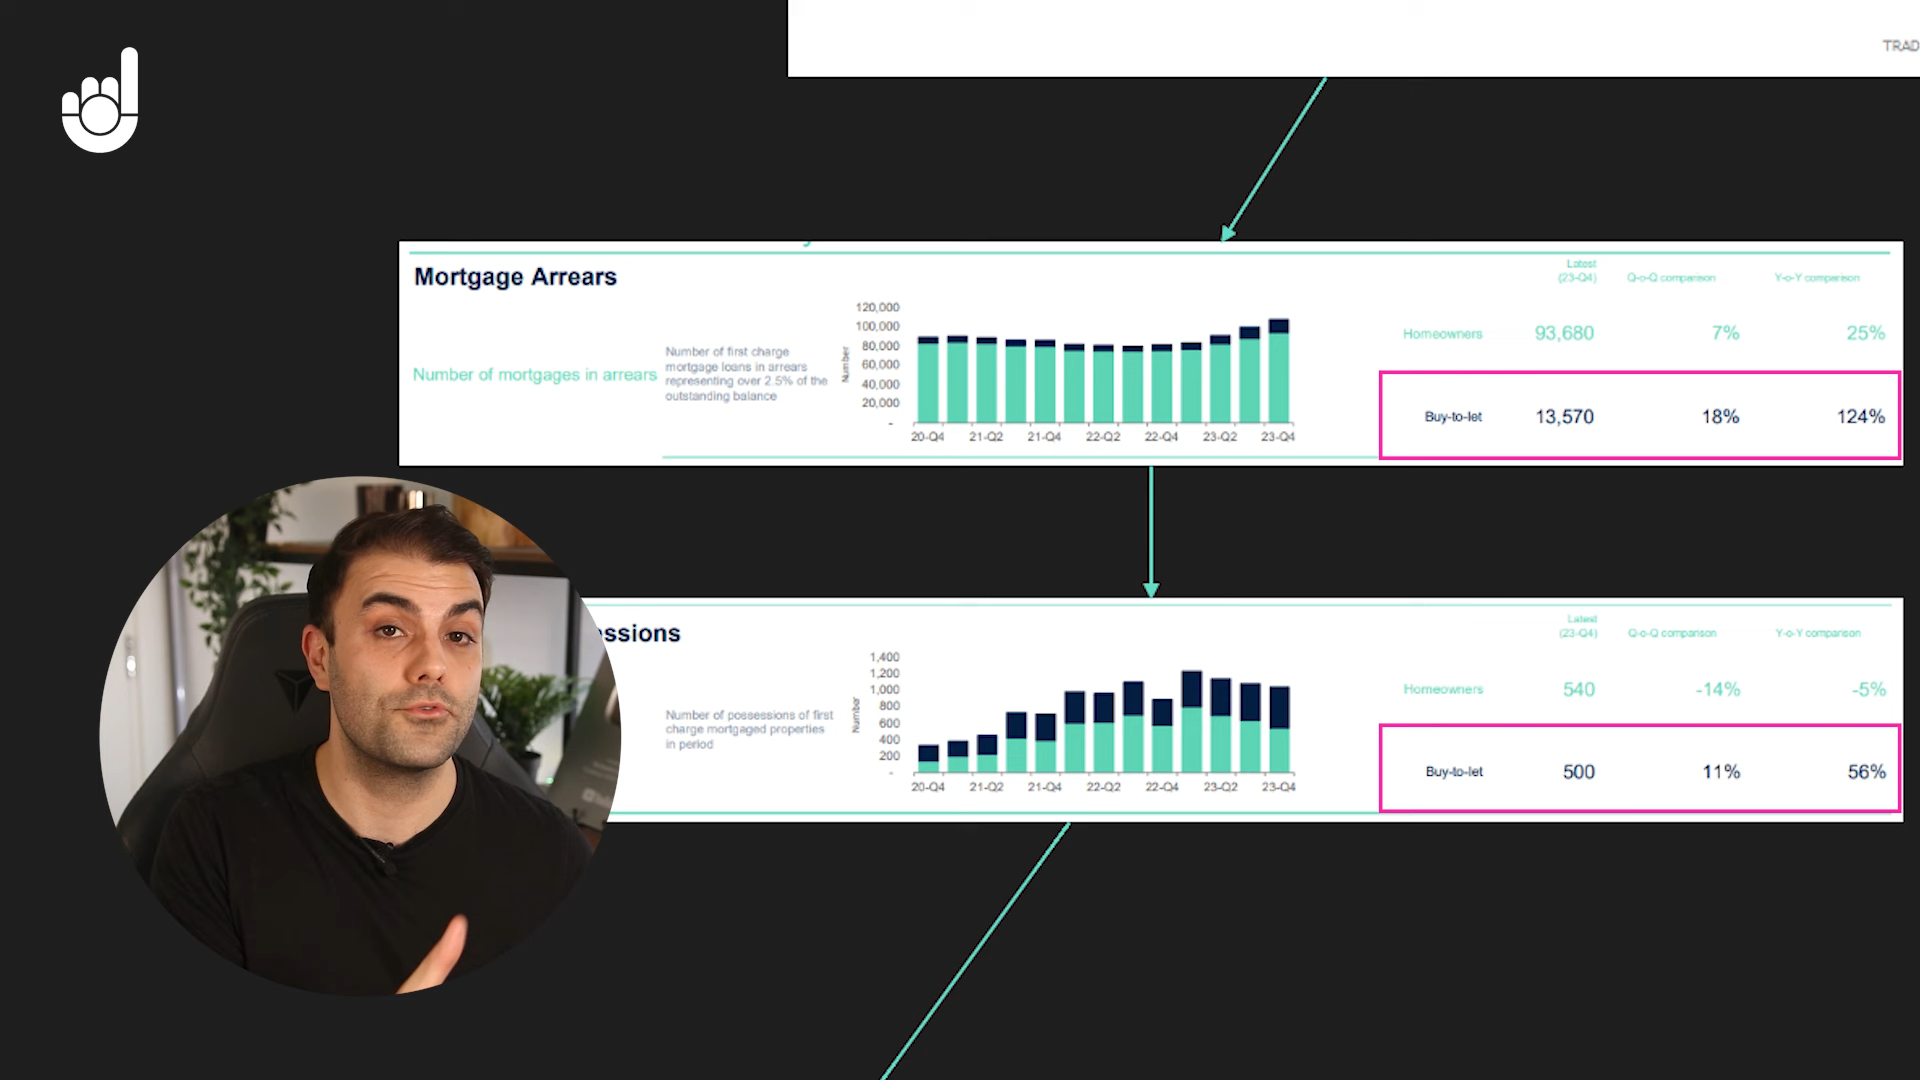 TRAD
Mortgage Arrears
Latest
(23-Q4)
Q-o-Q comparison
Y-o-Y comparison
Number of mortgages in arrears
Number of first charge
mortgage loans in arrears
representing over 2.5% of the
outstanding balance
Number
120,000
100,000
80,000
60,000
40,000
20,000
-
20-Q4 21-Q2 21-Q4 22-Q2 22-Q4 23-Q2 23-Q4
Homeowners 93,680 7% 25%
Buy-to-let 13,570 18% 124%
essions
Latest
(23-Q4)
Q-o-Q comparison
Y-o-Y comparison
Number of possessions of first
charge mortgaged properties
in period
Number
1,400
1,200
1,000
800
600
400
200
-
20-Q4 21-Q2 21-Q4 22-Q2 22-Q4 23-Q2 23-Q4
Homeowners 540 -14% -5%
Buy-to-let 500 11% 56%